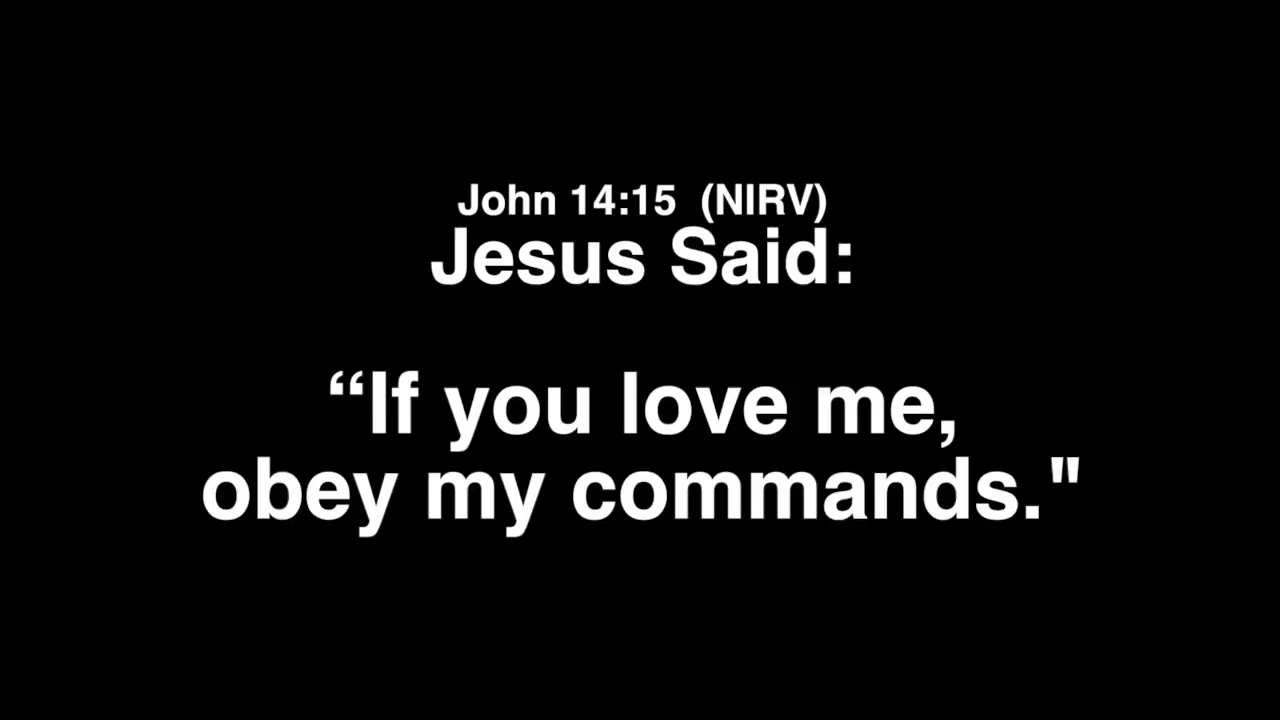 John 14:15  (NIRV)
Jesus Said:
“If you love me,
obey my commands."